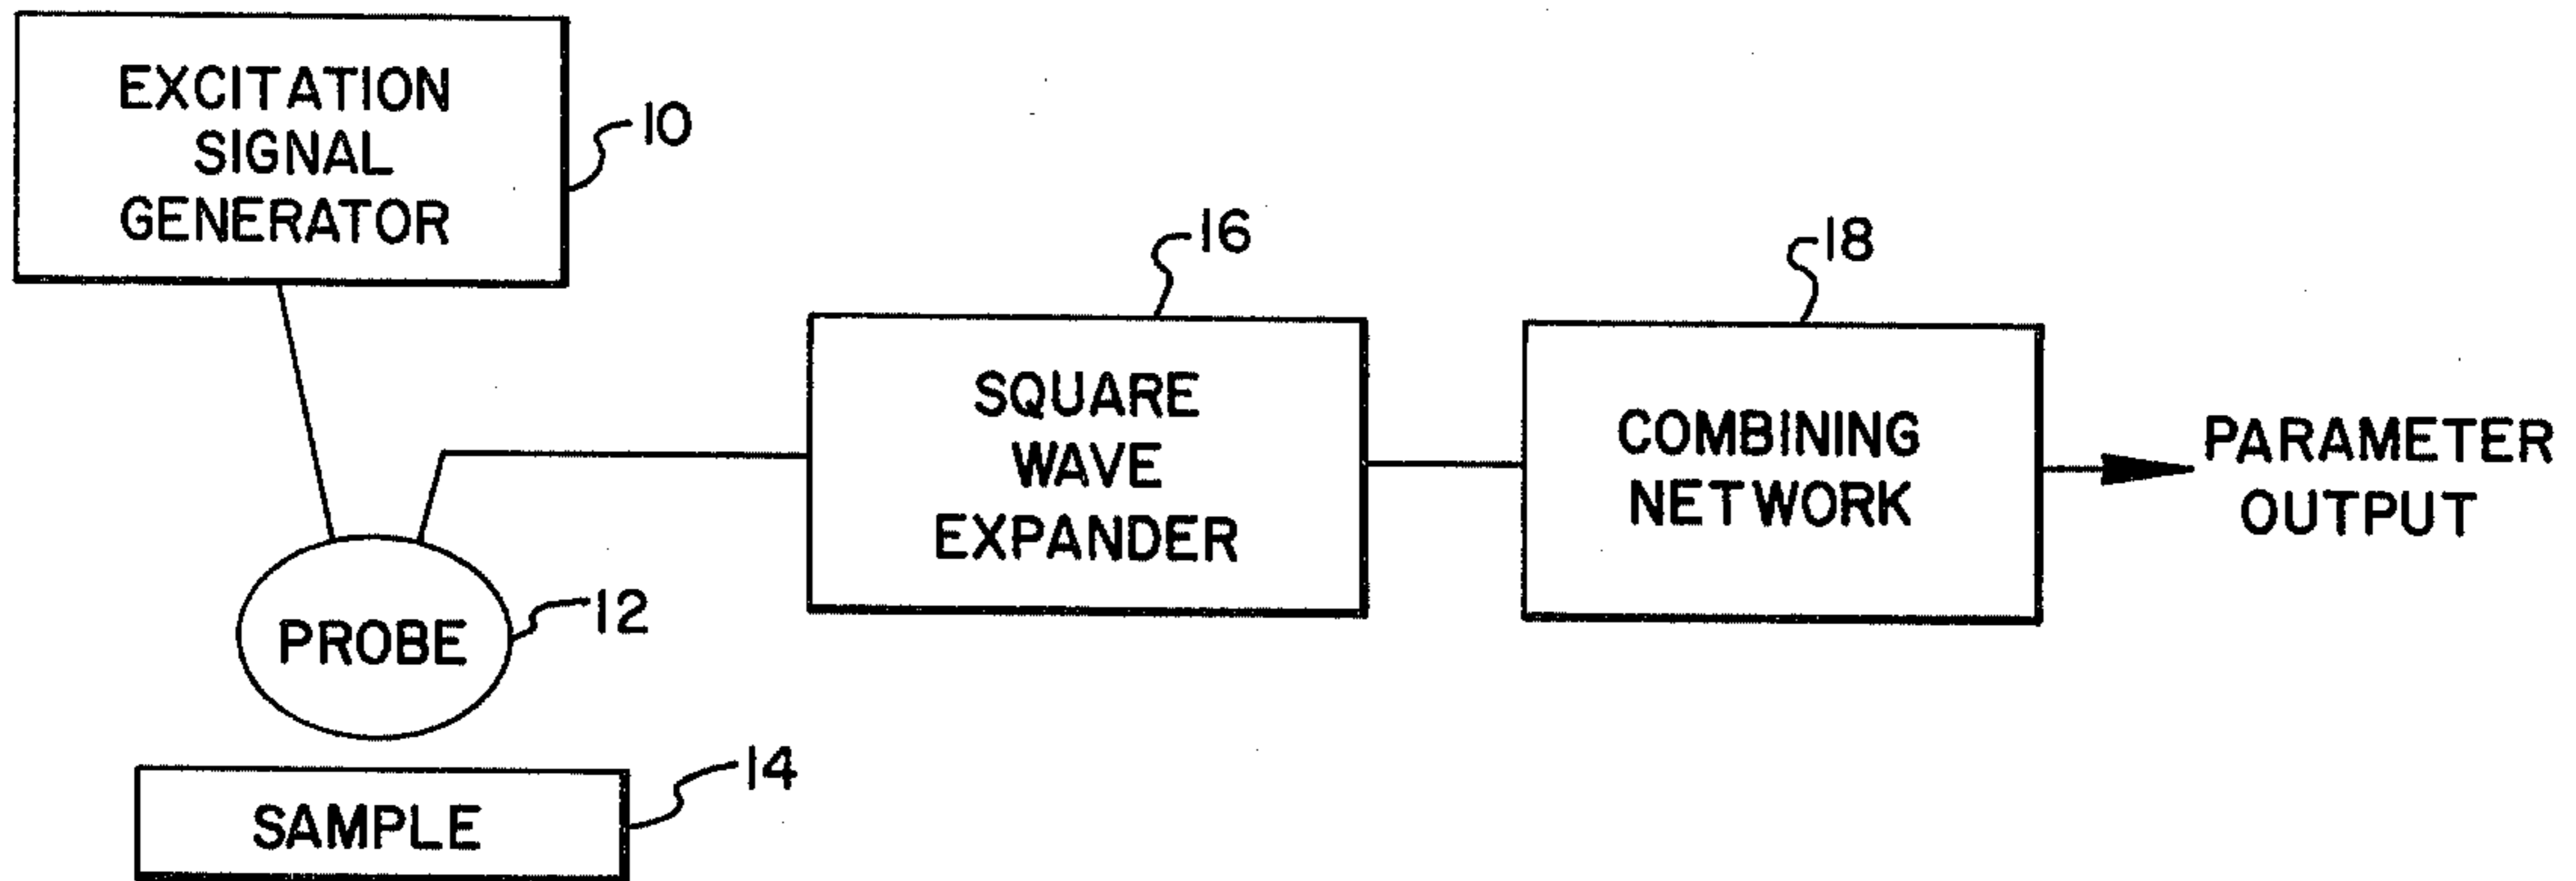 EXCITATION
SIGNAL
GENERATOR
10
16
18
SQUARE
WAVE
EXPANDER
COMBINING
NETWORK
PARAMETER
OUTPUT
PROBE
12
SAMPLE
14